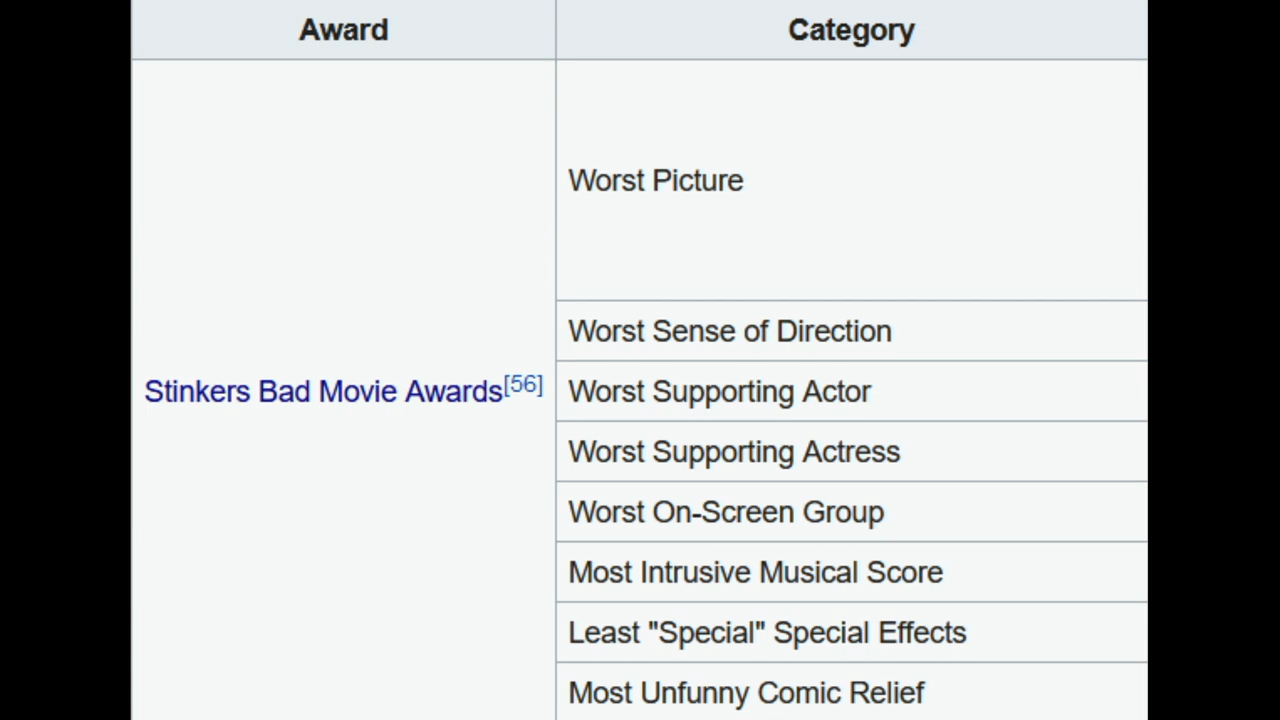 Award Category
Worst Picture
Worst Sense of Direction
Stinkers Bad Movie Awards[56] Worst Supporting Actor
Worst Supporting Actress
Worst On-Screen Group
Most Intrusive Musical Score
Least "Special" Special Effects
Most Unfunny Comic Relief